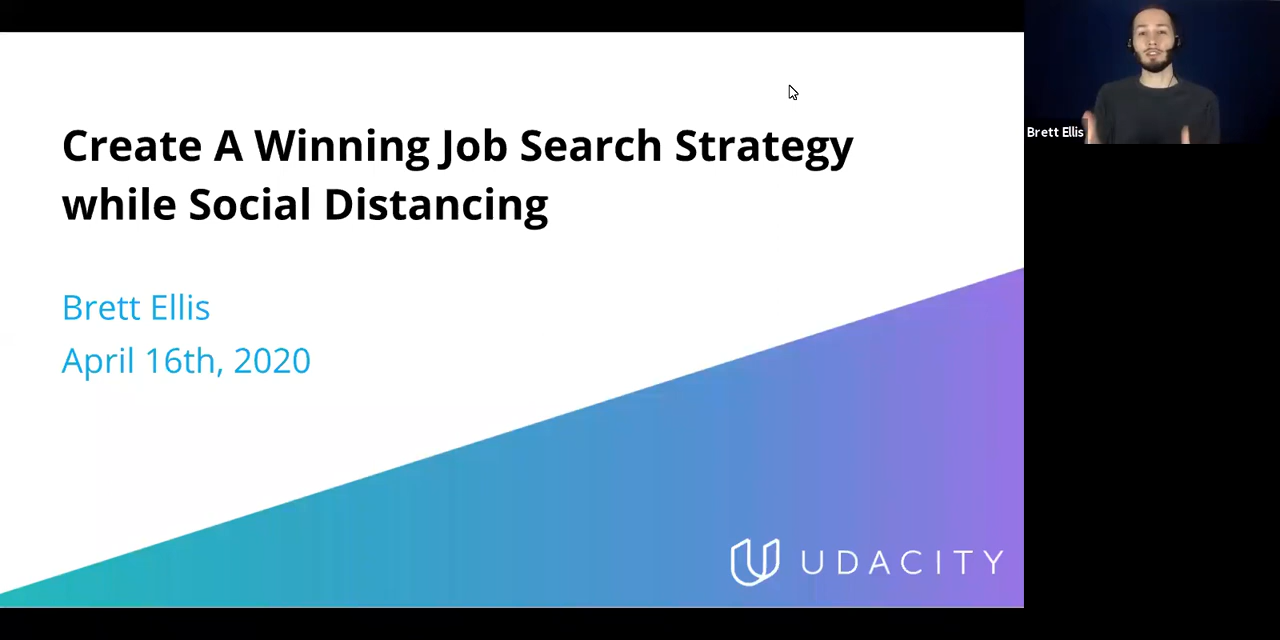 Create A Winning Job Search Strategy
while Social Distancing
Brett Ellis
April 16th, 2020
UDACITY
Brett Ellis